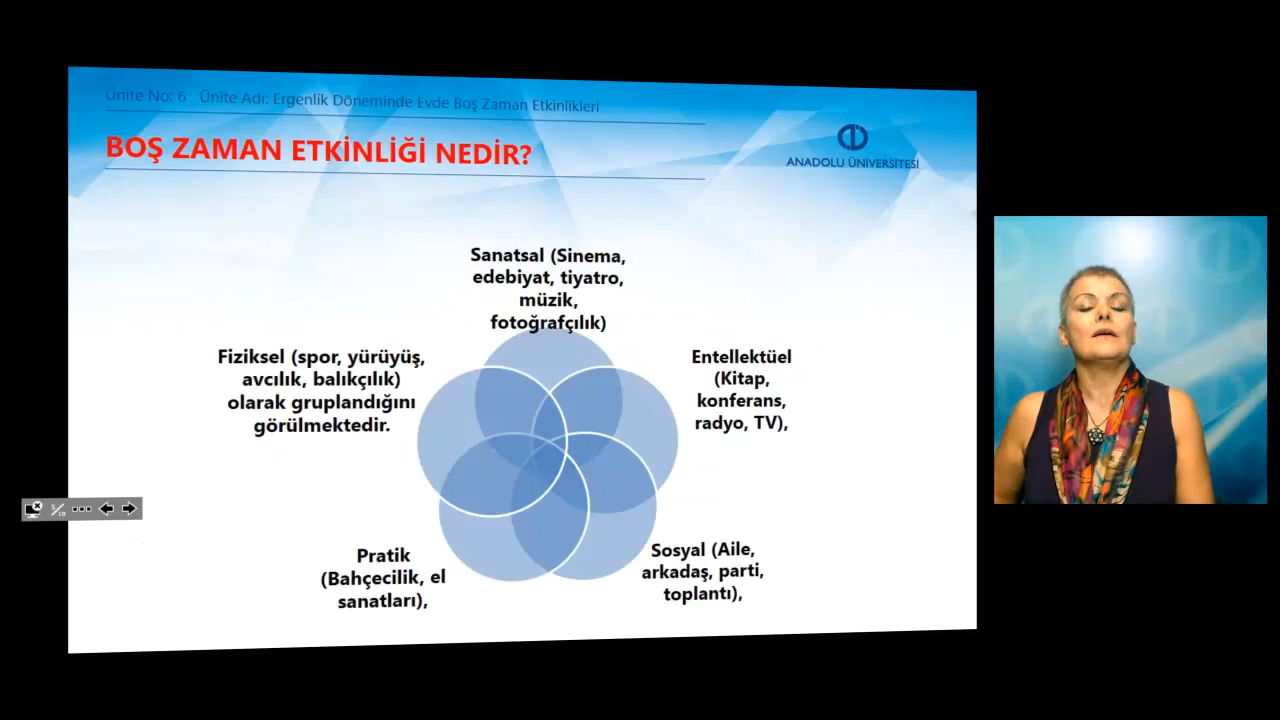 Ünite No: 6 Ünite Adı: Ergenlik Döneminde Evde Boş Zaman Etkinlikleri
BOŞ ZAMAN ETKİNLİĞİ NEDİR?
ANADOLU ÜNİVERSİTESİ
Sanatsal (Sinema,
edebiyat, tiyatro,
müzik,
fotoğrafçılık)
Fiziksel (spor, yürüyüş,
avcılık, balıkçılık)
olarak gruplandığını
görülmektedir.
Entellektüel
(Kitap,
konferans,
radyo, TV),
Pratik
(Bahçecilik, el
sanatları),
Sosyal (Aile,
arkadaş, parti,
toplantı),